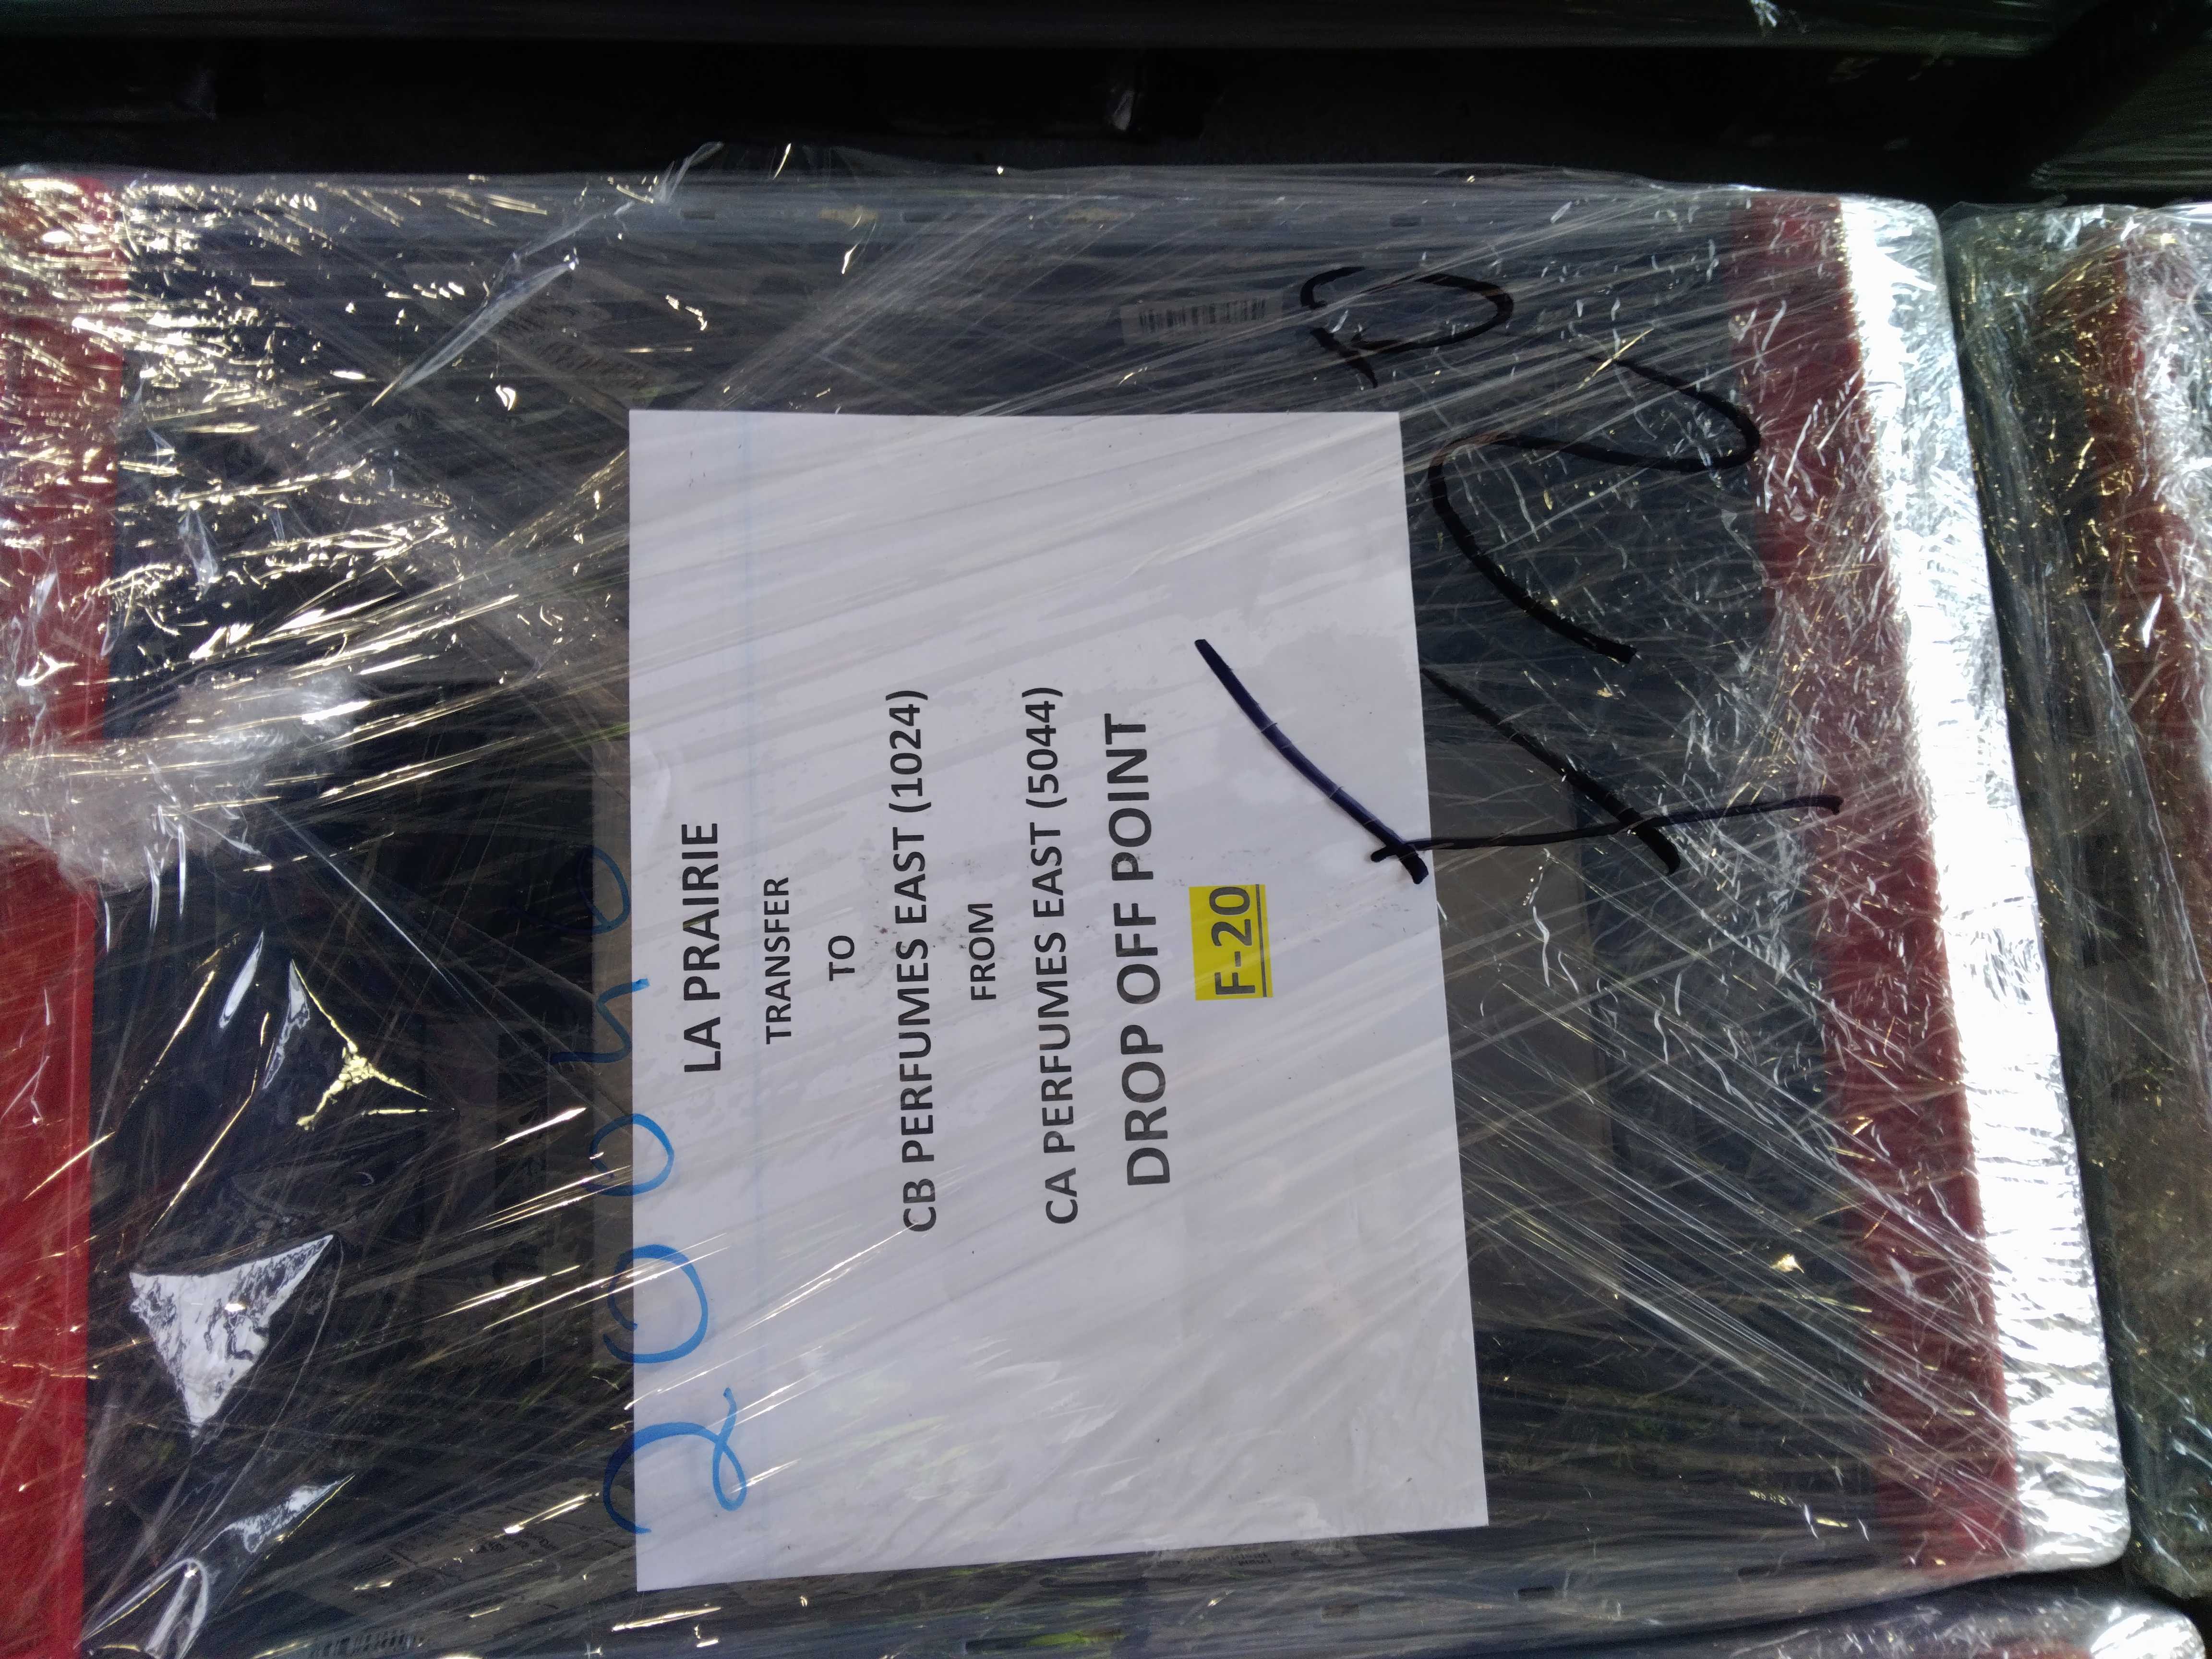 LA PRAIRIE
TRANSFER
TO
CB PERFUMES EAST (1024)
FROM
CA PERFUMES EAST (5044)
DROP OFF POINT
F-20